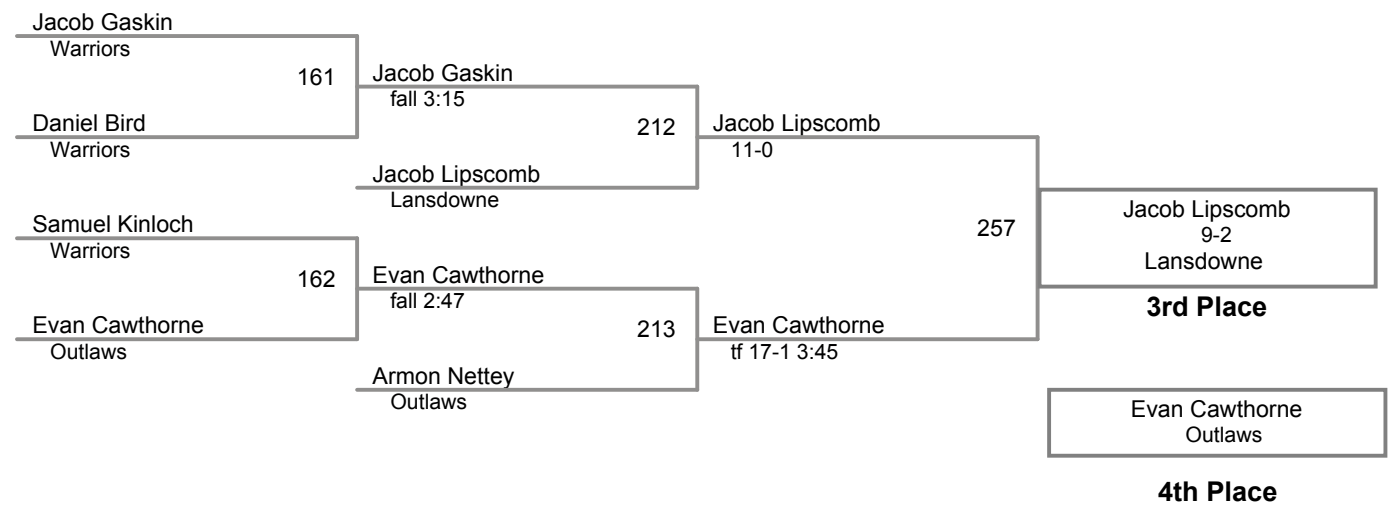 Jacob Gaskin
Warriors
161
Daniel Bird
Warriors
Samuel Kinloch
Warriors
162
Evan Cawthorne
Outlaws
Jacob Gaskin
fall 3:15
212
Jacob Lipscomb
Lansdowne
Evan Cawthorne
fall 2:47
213
Armon Nettey
Outlaws
Jacob Lipscomb
11-0
257
Evan Cawthorne
tf 17-1 3:45
Jacob Lipscomb
9-2
Lansdowne
3rd Place
Evan Cawthorne
Outlaws
4th Place